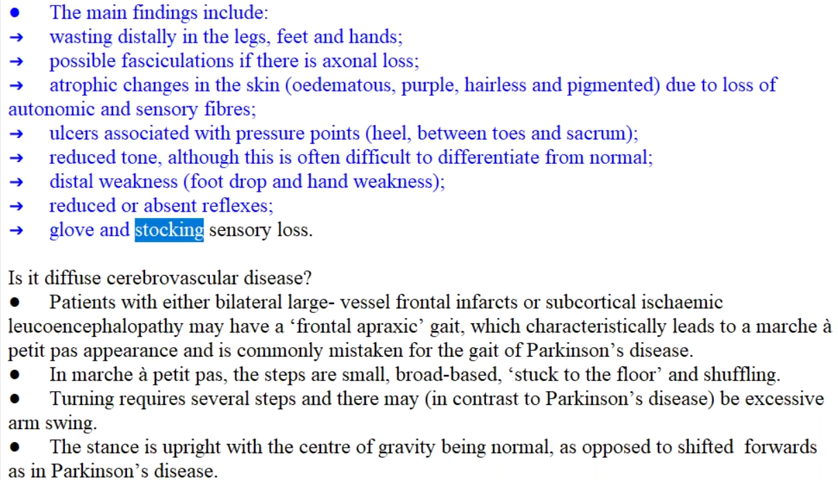 ● The main findings include:
→ wasting distally in the legs, feet and hands;
→ possible fasciculations if there is axonal loss;
→ atrophic changes in the skin (oedematous, purple, hairless and pigmented) due to loss of
autonomic and sensory fibres;
→ ulcers associated with pressure points (heel, between toes and sacrum);
→ reduced tone, although this is often difficult to differentiate from normal;
→ distal weakness (foot drop and hand weakness);
→ reduced or absent reflexes;
→ glove and stocking sensory loss.
Is it diffuse cerebrovascular disease?
● Patients with either bilateral large- vessel frontal infarcts or subcortical ischaemic
leucoencephalopathy may have a ‘frontal apraxic’ gait, which characteristically leads to a marche à
petit pas appearance and is commonly mistaken for the gait of Parkinson’s disease.
● In marche à petit pas, the steps are small, broad-based, ‘stuck to the floor’ and shuffling.
● Turning requires several steps and there may (in contrast to Parkinson’s disease) be excessive
arm swing.
● The stance is upright with the centre of gravity being normal, as opposed to shifted forwards
as in Parkinson’s disease.